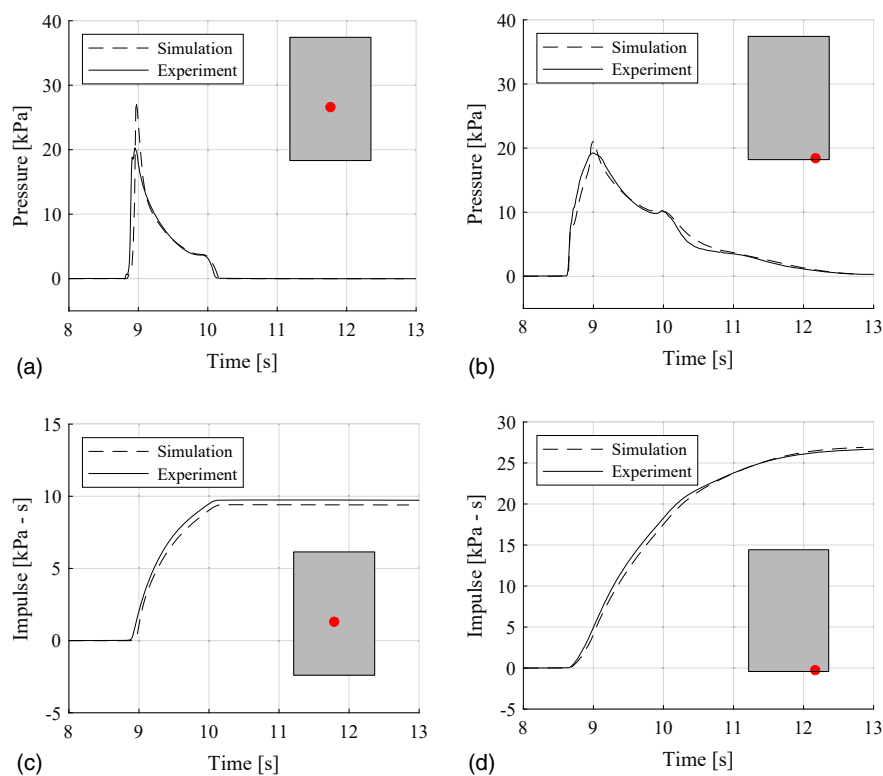 40
30
20
10
0
Pressure [kPa]
Simulation
Experiment
8 9 10 11 12 13
Time [s]
(a)
40
30
20
10
0
Pressure [kPa]
Simulation
Experiment
8 9 10 11 12 13
Time [s]
(b)
15
10
5
0
-5
Impulse [kPa - s]
Simulation
Experiment
8 9 10 11 12 13
Time [s]
(c)
30
25
20
15
10
5
0
-5
Impulse [kPa - s]
Simulation
Experiment
8 9 10 11 12 13
Time [s]
(d)